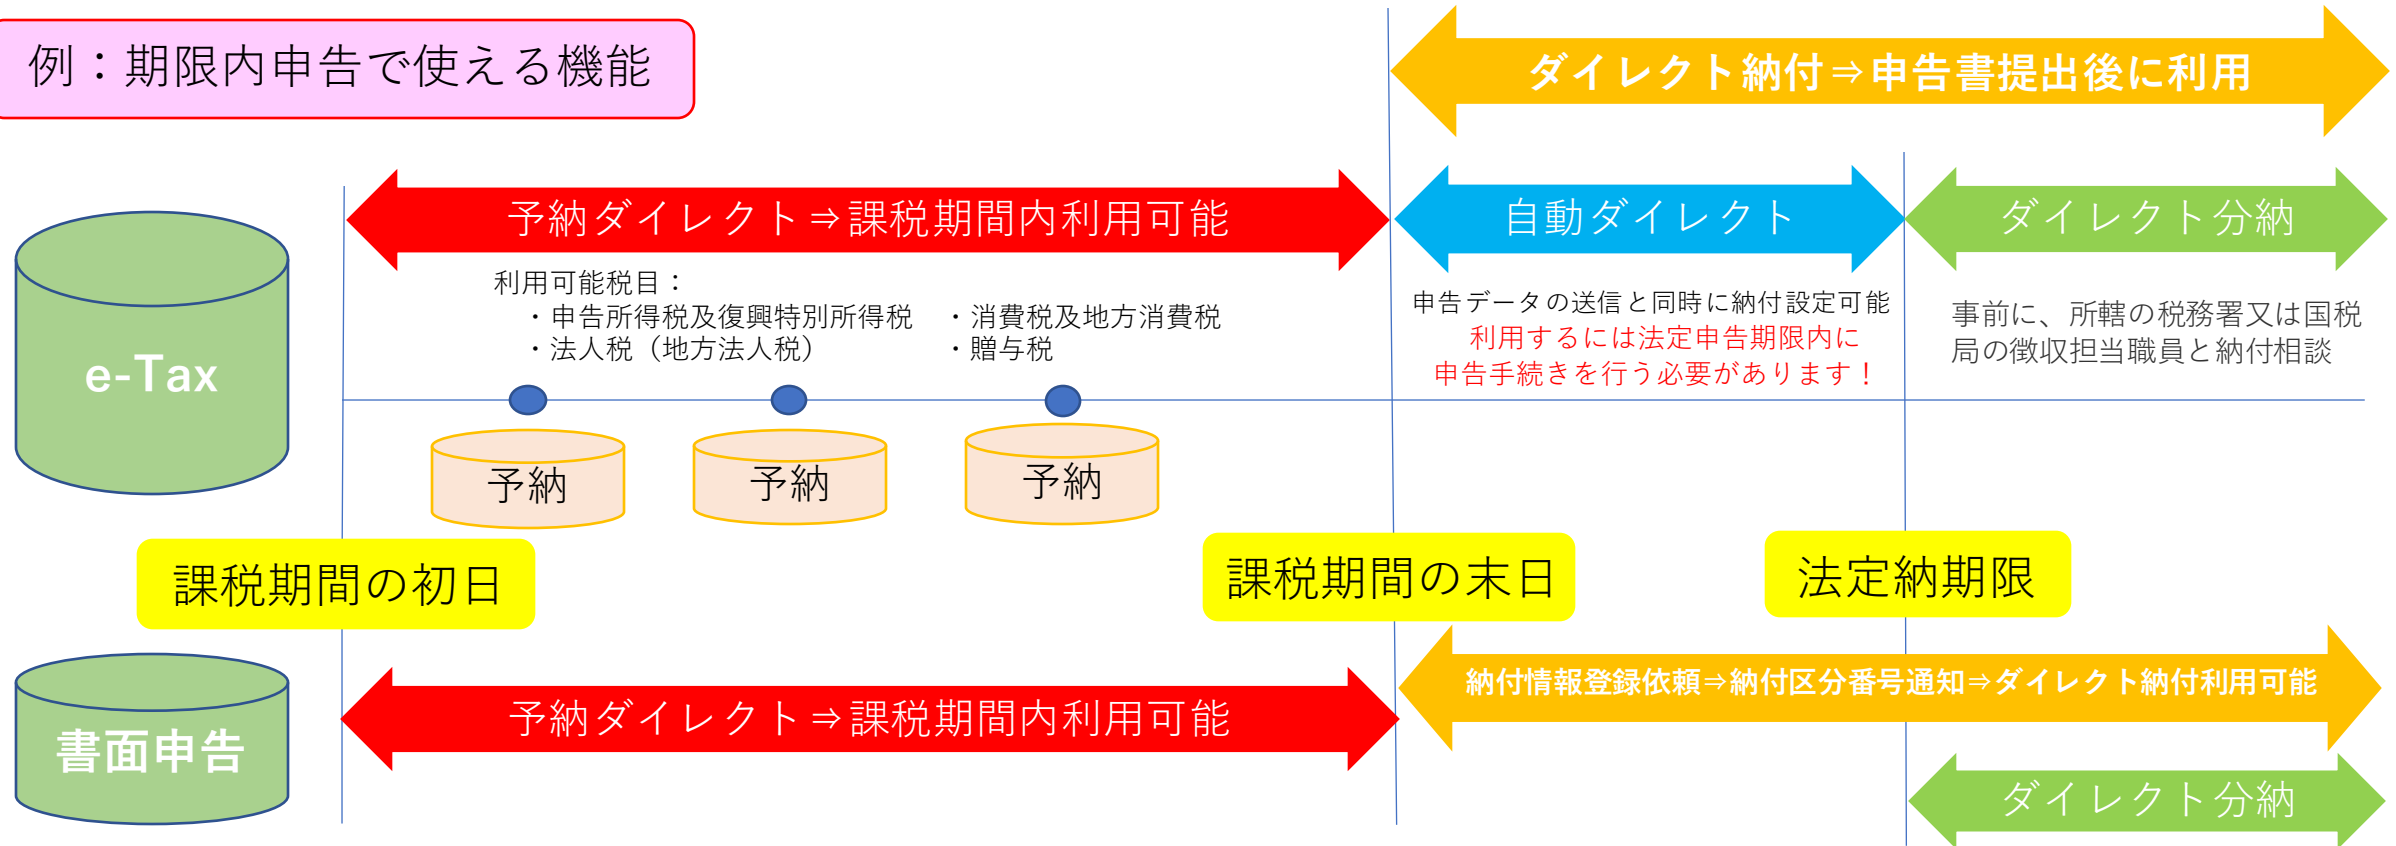 例：期限内申告で使える機能
ダイレクト納付⇒申告書提出後に利用
予納ダイレクト⇒課税期間内利用可能
自動ダイレクト
ダイレクト分納
利用可能税目：
・申告所得税及復興特別所得税
・消費税及地方消費税
・法人税（地方法人税）
・贈与税
申告データの送信と同時に納付設定可能
利用するには法定申告期限内に
申告手続きを行う必要があります！
事前に、所轄の税務署又は国税
局の徴収担当職員と納付相談
e-Tax
予納
予納
予納
課税期間の初日
課税期間の末日
法定納期限
納付情報登録依頼⇒納付区分番号通知⇒ダイレクト納付利用可能
予納ダイレクト⇒課税期間内利用可能
書面申告
ダイレクト分納